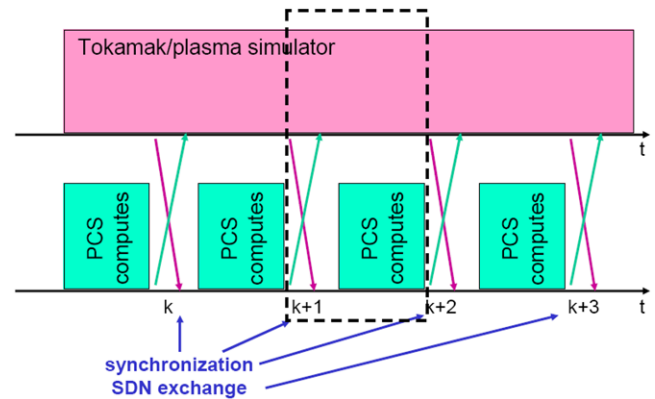 Tokamak/plasma simulator
t
PCS
computes
PCS
computes
PCS
computes
PCS
computes
k
k+1
k+2
k+3
t
synchronization
SDN exchange